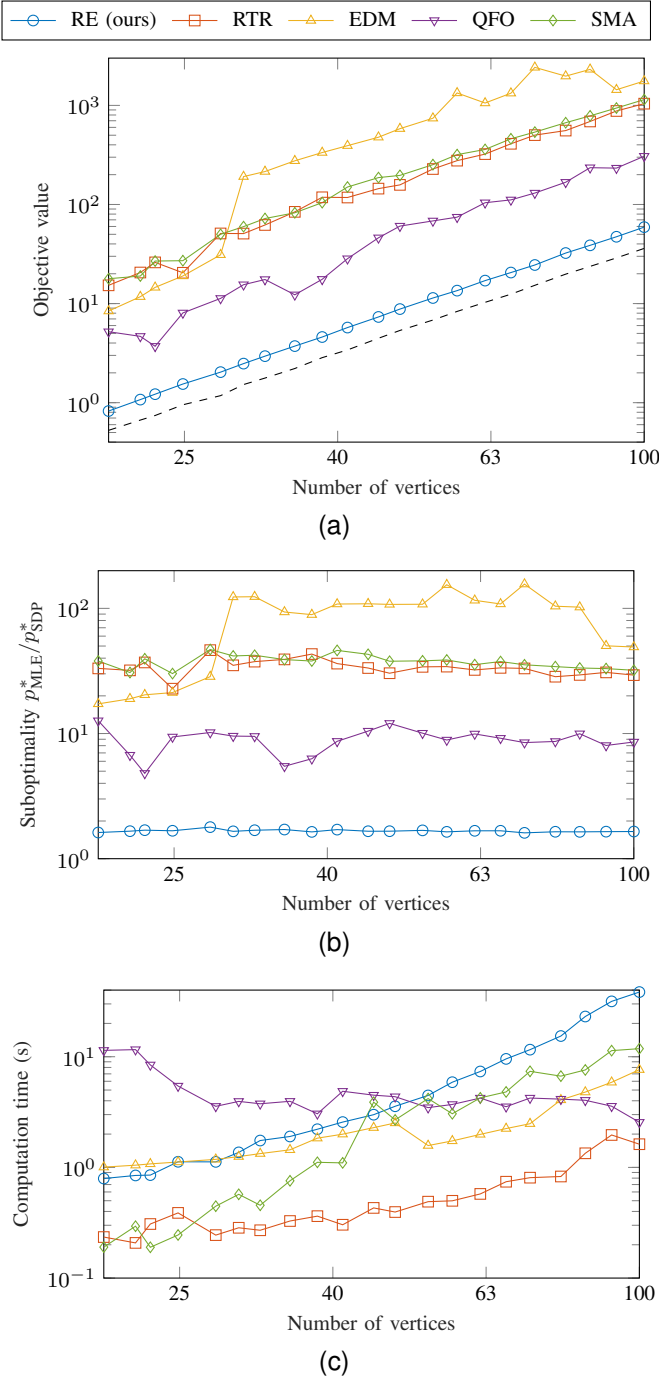 RE (ours) RTR EDM QFO SMA
10^3
10^2
10^1
10^0
Objective value
25 40 63 100
Number of vertices
(a)
10^2
10^1
10^0
Suboptimality p^*_MLE/p^*_SDP
25 40 63 100
Number of vertices
(b)
10^1
10^0
10^−1
Computation time (s)
25 40 63 100
Number of vertices
(c)